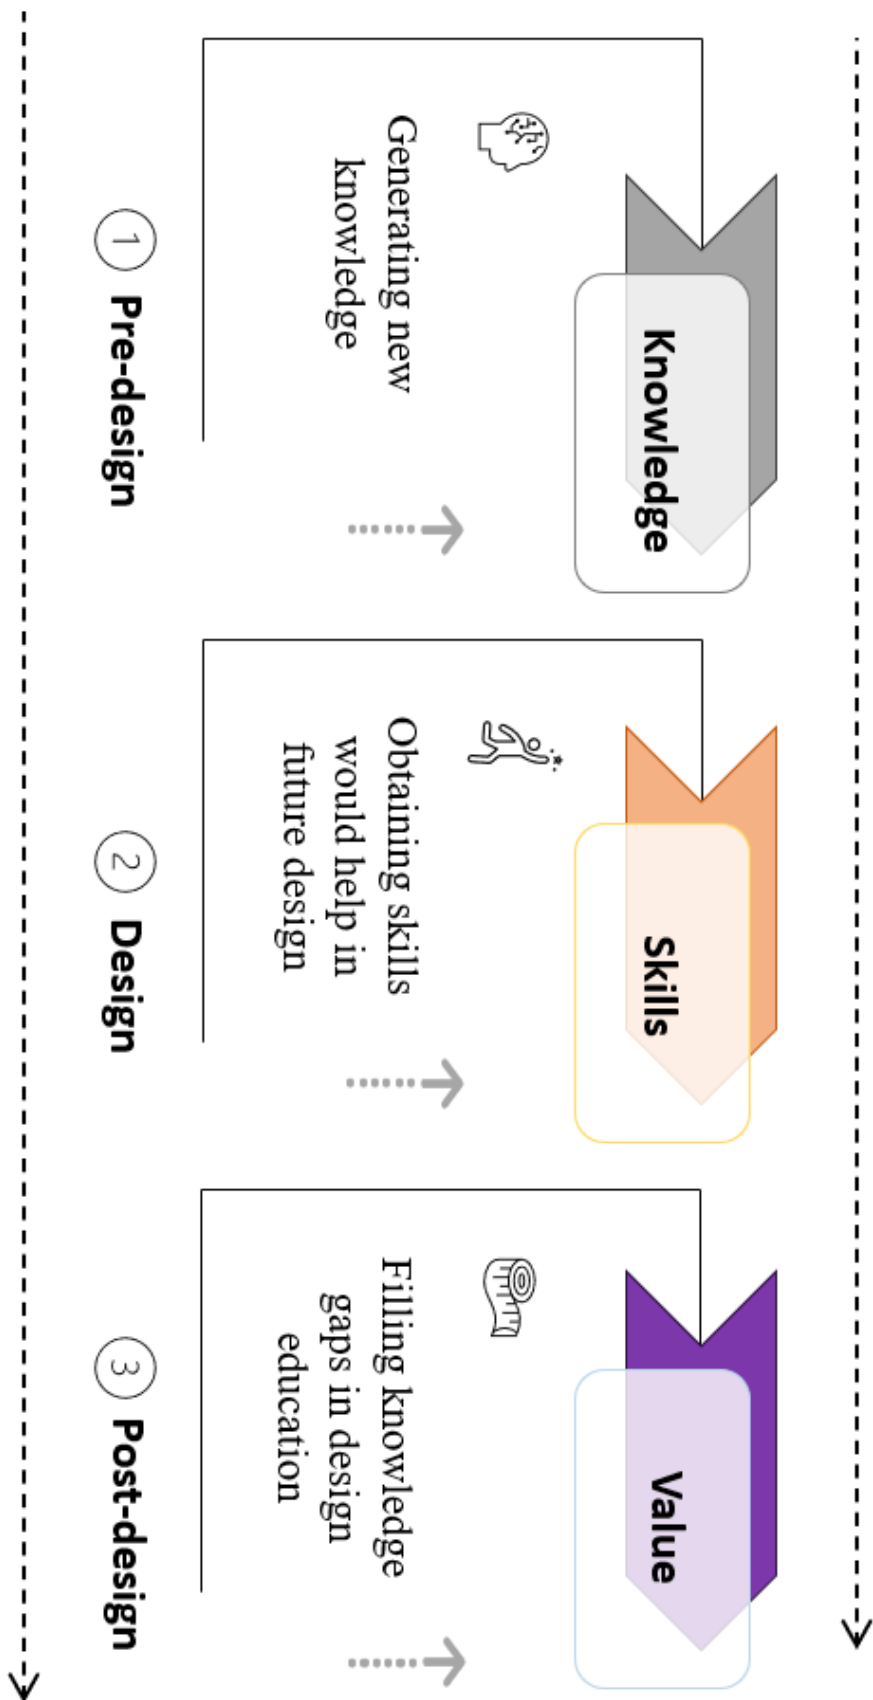 Knowledge
Generating new
knowledge
1 Pre-design
Skills
Obtaining skills
would help in
future design
2 Design
Value
Filling knowledge
gaps in design
education
3 Post-design